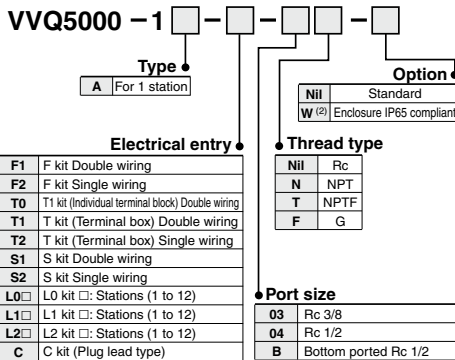 VVQ5000 – 1□ – □ – □□ – □
Type
A For 1 station
Option
Nil Standard
W (2) Enclosure IP65 compliant
Electrical entry
F1 F kit Double wiring
F2 F kit Single wiring
T0 T1 kit (Individual terminal block) Double wiring
T1 T kit (Terminal box) Double wiring
T2 T kit (Terminal box) Single wiring
S1 S kit Double wiring
S2 S kit Single wiring
L0□ L0 kit □: Stations (1 to 12)
L1□ L1 kit □: Stations (1 to 12)
L2□ L2 kit □: Stations (1 to 12)
C C kit (Plug lead type)
Thread type
Nil Rc
N NPT
T NPTF
F G
Port size
03 Rc 3/8
04 Rc 1/2
B Bottom ported Rc 1/2